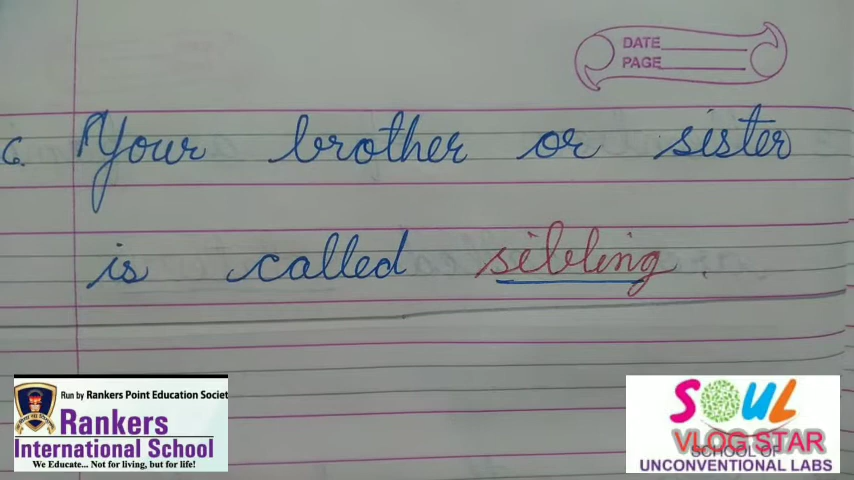 DATE
PAGE
6. Your brother or sister
is called sibling.
Run by Rankers Point Education Societ
Rankers
International School
We Educate... Not for living, but for life!
SOUL
VLOG STAR
SCHOOL OF
UNCONVENTIONAL LABS